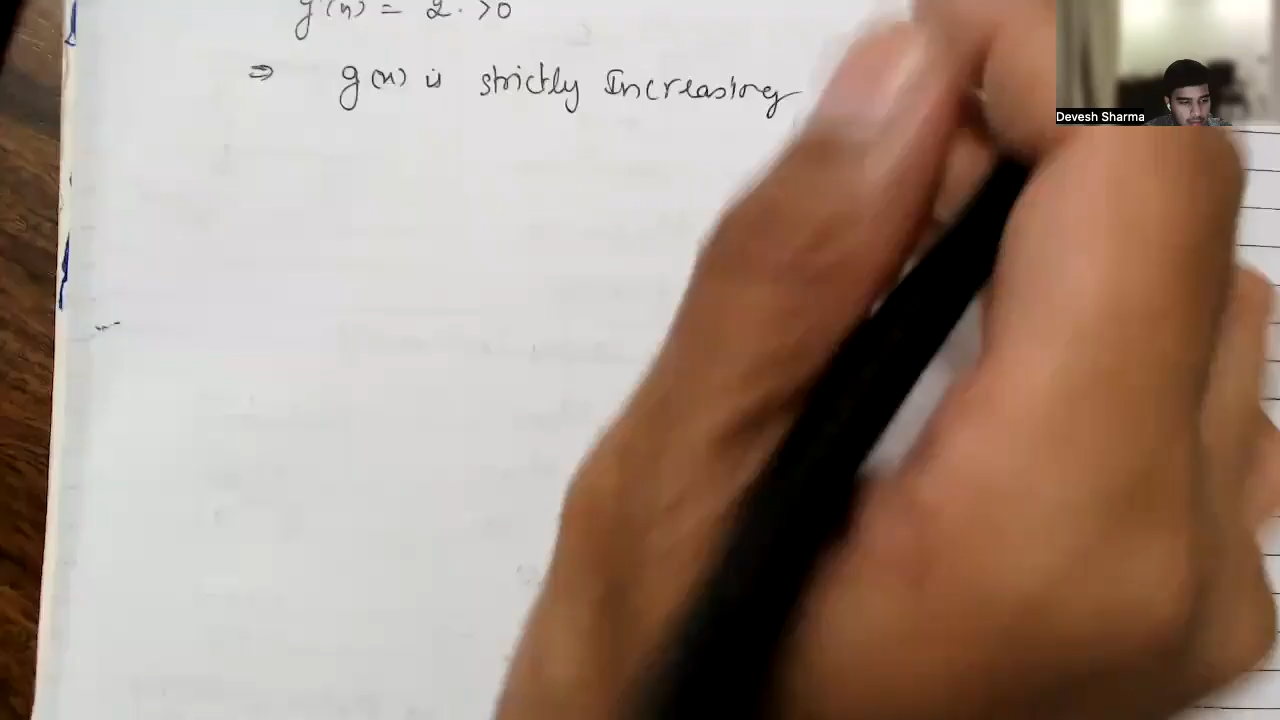 g'(x) = 2. >0
Devesh Sharma
⇒ g(x) is strictly Increasing